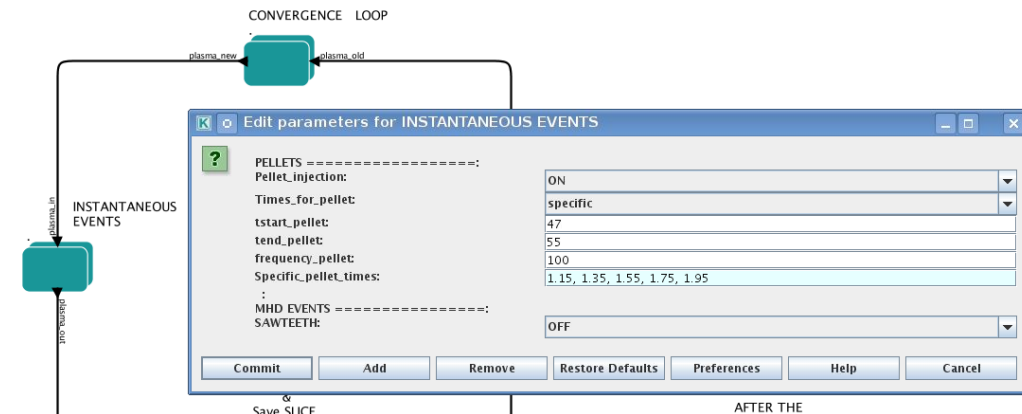 CONVERGENCE LOOP
plasma_new
plasma_old
Edit parameters for INSTANTANEOUS EVENTS
?
PELLETS ==================:
Pellet_injection:
ON
Times_for_pellet:
specific
tstart_pellet:
47
tend_pellet:
55
frequency_pellet:
100
Specific_pellet_times:
1.15, 1.35, 1.55, 1.75, 1.95
:
MHD EVENTS ================:
SAWTEETH:
OFF
Commit
Add
Remove
Restore Defaults
Preferences
Help
Cancel
plasma_in
INSTANTANEOUS
EVENTS
plasma_out
&
Save SLICE
AFTER THE